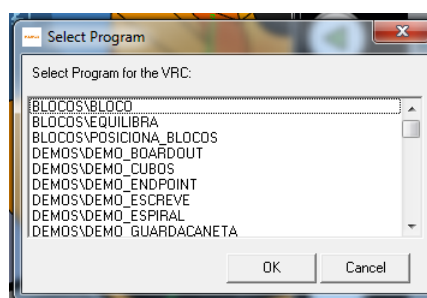 Select Program
Select Program for the VRC:
BLOCOS\BLOCO
BLOCOS\EQUILIBRA
BLOCOS\POSICIONA_BLOCOS
DEMOS\DEMO_BOARDOUT
DEMOS\DEMO_CUBOS
DEMOS\DEMO_ENDPOINT
DEMOS\DEMO_ESCREVE
DEMOS\DEMO_ESPIRAL
DEMOS\DEMO_GUARDACANETA
OK
Cancel